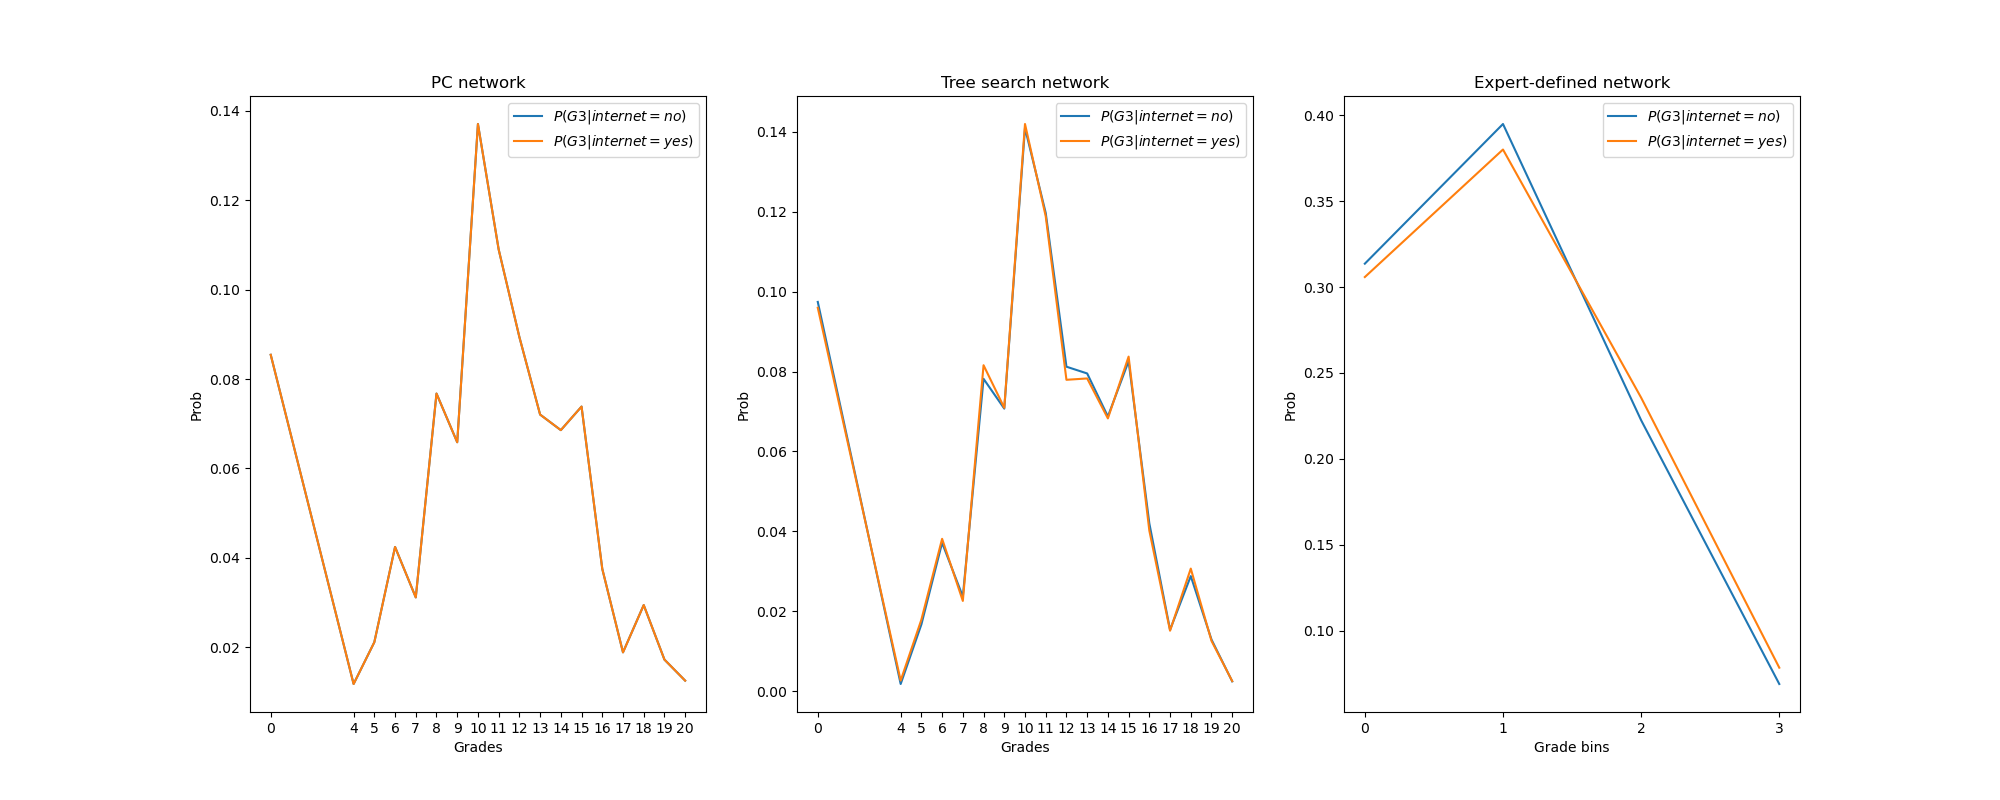 PC network
Prob
0.14
0.12
0.10
0.08
0.06
0.04
0.02
P(G3|internet = no)
P(G3|internet = yes)
0 4 5 6 7 8 9 10 11 12 13 14 15 16 17 18 19 20
Grades
Tree search network
Prob
0.14
0.12
0.10
0.08
0.06
0.04
0.02
0.00
P(G3|internet = no)
P(G3|internet = yes)
0 4 5 6 7 8 9 10 11 12 13 14 15 16 17 18 19 20
Grades
Expert-defined network
Prob
0.40
0.35
0.30
0.25
0.20
0.15
0.10
P(G3|internet = no)
P(G3|internet = yes)
0 1 2 3
Grade bins